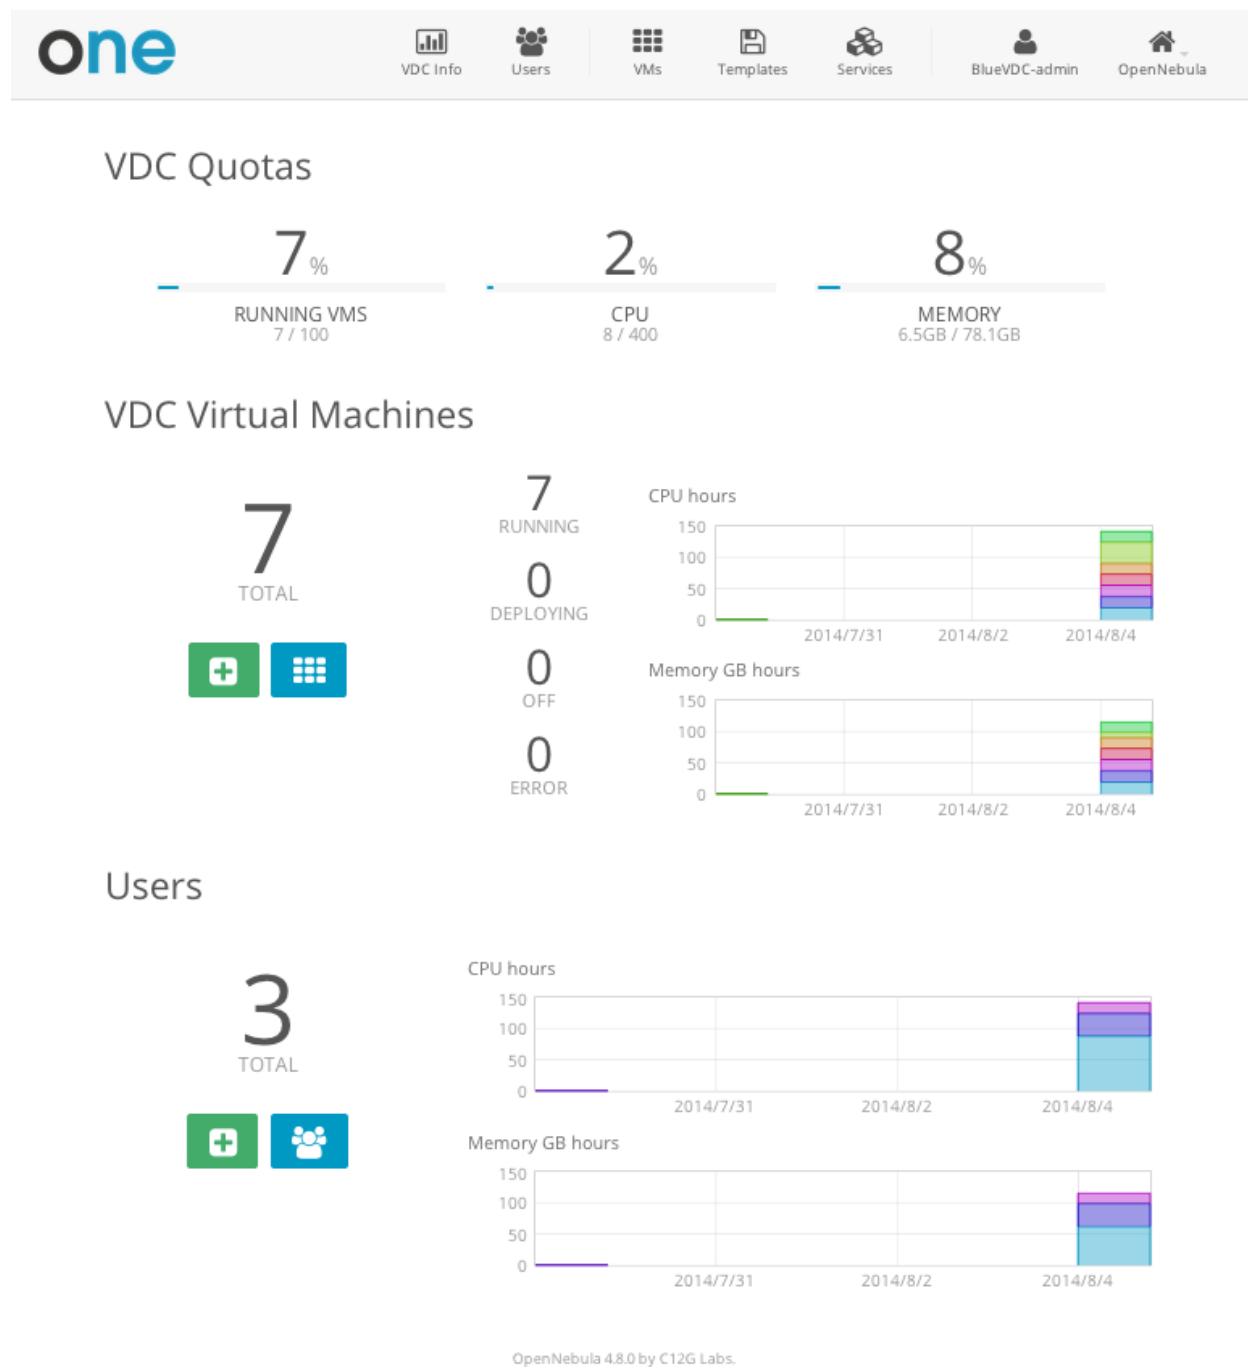 one
VDC Info
Users
VMs
Templates
Services
BlueVDC-admin
OpenNebula
VDC Quotas
7%
RUNNING VMS
7 / 100
2%
CPU
8 / 400
8%
MEMORY
6.5GB / 78.1GB
VDC Virtual Machines
7
TOTAL
7
RUNNING
0
DEPLOYING
0
OFF
0
ERROR
CPU hours
150
100
50
0
2014/7/31 2014/8/2 2014/8/4
Memory GB hours
150
100
50
0
2014/7/31 2014/8/2 2014/8/4
Users
3
TOTAL
CPU hours
150
100
50
0
2014/7/31 2014/8/2 2014/8/4
Memory GB hours
150
100
50
0
2014/7/31 2014/8/2 2014/8/4
OpenNebula 4.8.0 by C12G Labs.